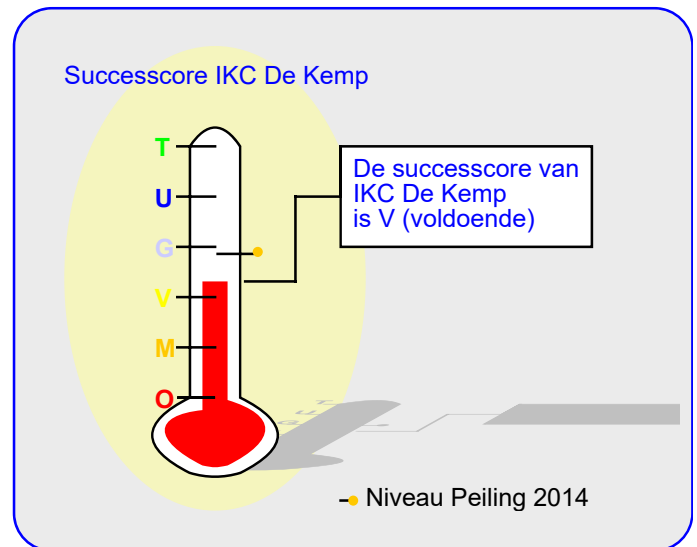 Successcore IKC De Kemp
T
U
G
V
M
O
De successcore van
IKC De Kemp
is V (voldoende)
Niveau Peiling 2014